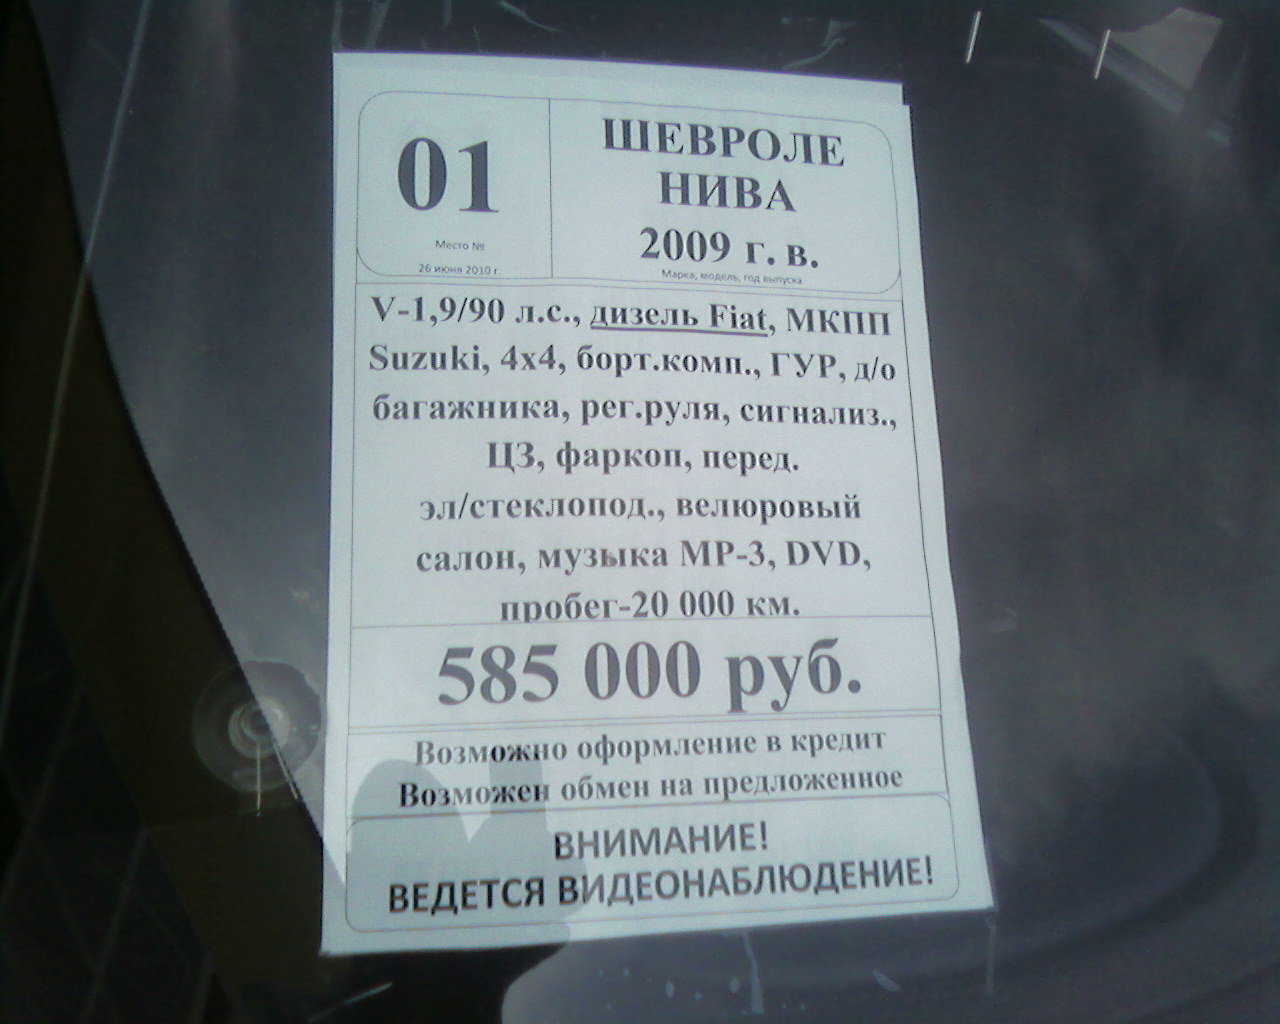 01
Место №
26 июня 2010 г.
ШЕВРОЛЕ
НИВА
2009 г. в.
Марка, модель, год выпуска
V-1,9/90 л.с., дизель Fiat, МКПП
Suzuki, 4x4, борт.комп., ГУР, д/о
багажника, рег.руля, сигнализ.,
ЦЗ, фаркоп, перед.
эл/стеклопод., велюровый
салон, музыка MP-3, DVD,
пробег-20 000 км.
585 000 руб.
Возможно оформление в кредит
Возможен обмен на предложенное
ВНИМАНИЕ!
ВЕДЕТСЯ ВИДЕОНАБЛЮДЕНИЕ!